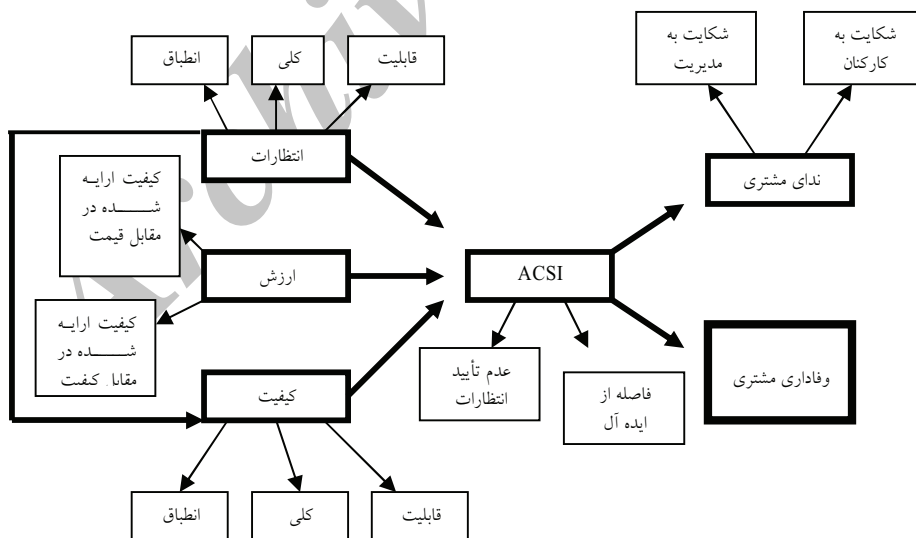 شکایت به
کارکنان
شکایت به
مدیریت
قابلیت
کلی
انطباق
انتظارات
ندای مشتری
کیفیت ارایه
شده در
مقابل قیمت
ارزش
ACSI
کیفیت ارایه
شده در
مقابل کیفیت
عدم تأیید
انتظارات
فاصله از
ایده آل
وفاداری مشتری
کیفیت
قابلیت
کلی
انطباق